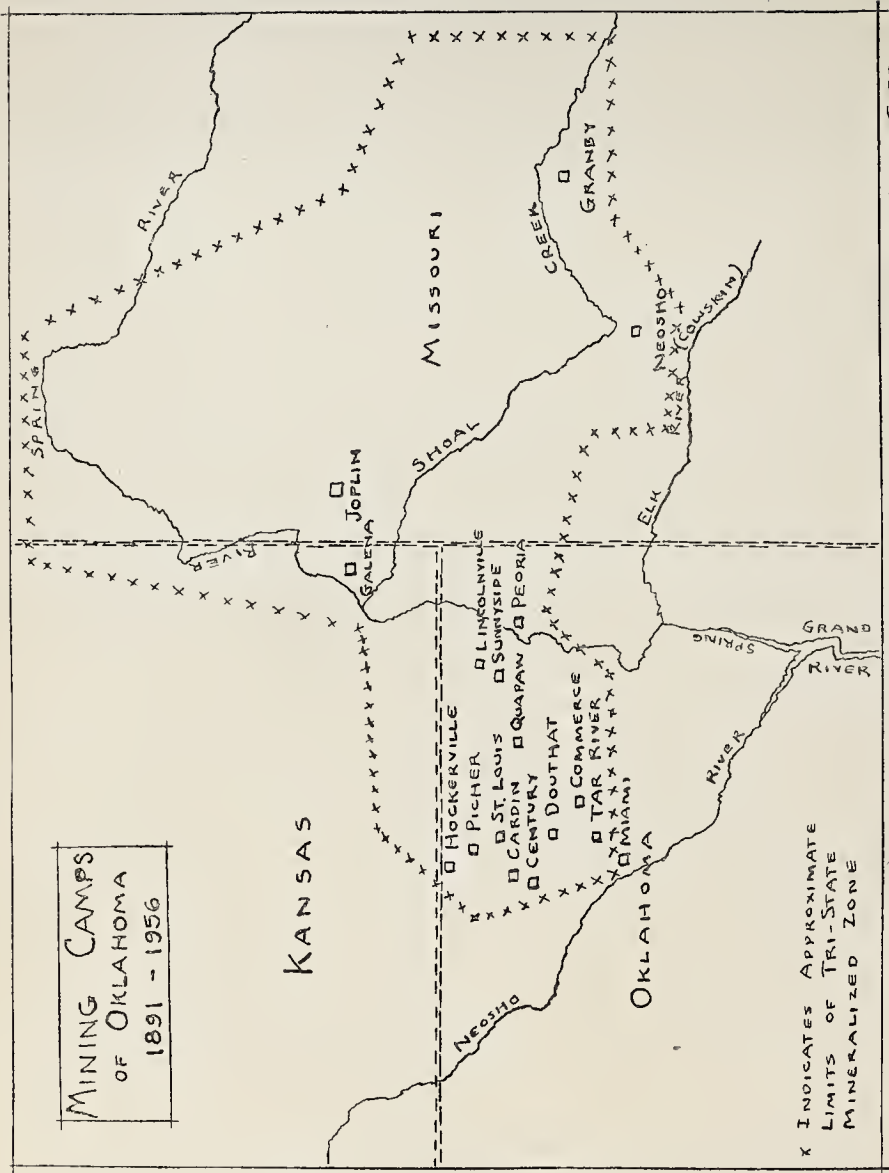 MINING CAMPS
OF OKLAHOMA
1891 - 1956
KANSAS
MISSOURI
OKLAHOMA
SPRING
RIVER
RIVER
JOPLIN
GALENA
SHOAL
CREEK
GRANBY
NEOSHO
ELK
RIVER
(COWSKIN)
HOCKERVILLE
PICHER
ST. LOUIS
CARDIN
CENTURY
LINCOLNVILLE
SUNNYSIDE
QUAPAW
PEORIA
DOUTHAT
COMMERCE
TAR RIVER
MIAMI
NEOSHO
RIVER
SPRING
GRAND
RIVER
X INDICATES APPROXIMATE
LIMITS OF TRI-STATE
MINERALIZED ZONE